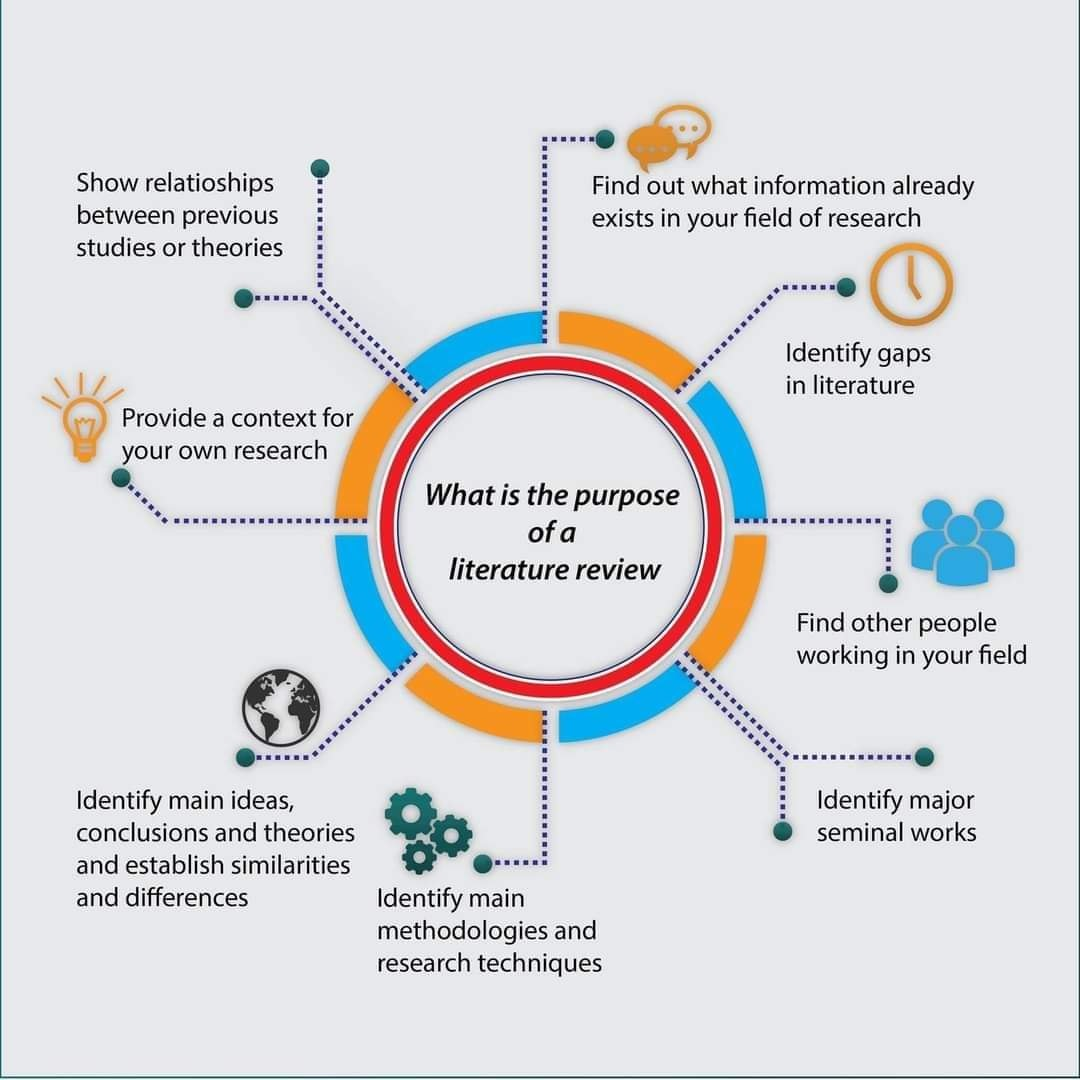 What is the purpose
of a
literature review
Find out what information already
exists in your field of research
Identify gaps
in literature
Find other people
working in your field
Identify major
seminal works
Identify main
methodologies and
research techniques
Identify main ideas,
conclusions and theories
and establish similarities
and differences
Provide a context for
your own research
Show relatioships
between previous
studies or theories